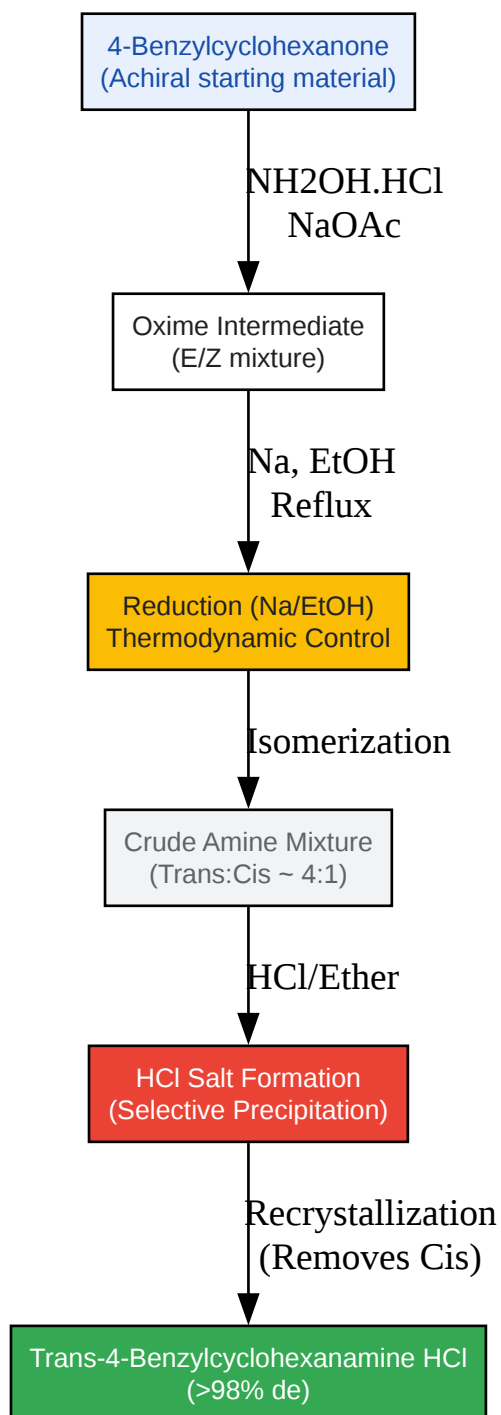 4-Benzylcyclohexanone
(Achiral starting material)
NH2OH.HCl
NaOAc
Oxime Intermediate
(E/Z mixture)
Na, EtOH
Reflux
Reduction (Na/EtOH)
Thermodynamic Control
Isomerization
Crude Amine Mixture
(Trans:Cis ~ 4:1)
HCl/Ether
HCl Salt Formation
(Selective Precipitation)
Recrystallization
(Removes Cis)
Trans-4-Benzylcyclohexanamine HCl
(>98% de)